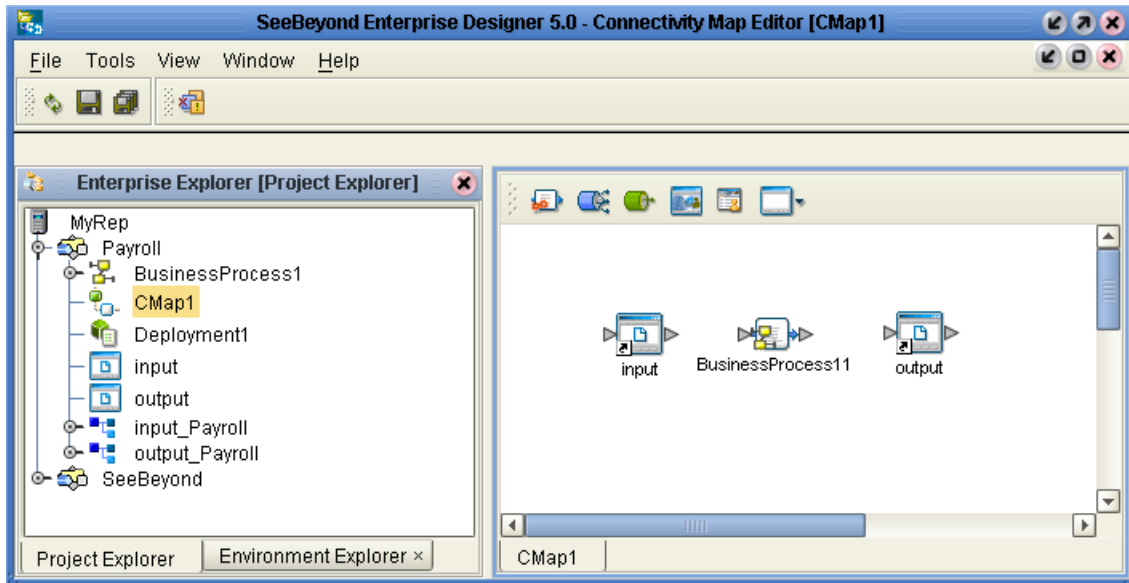 SeeBeyond Enterprise Designer 5.0 - Connectivity Map Editor [CMap1]
File Tools View Window Help
Enterprise Explorer [Project Explorer]
MyRep
Payroll
BusinessProcess1
CMap1
Deployment1
input
output
input_Payroll
output_Payroll
SeeBeyond
Project Explorer Environment Explorer ×
input BusinessProcess11 output
CMap1